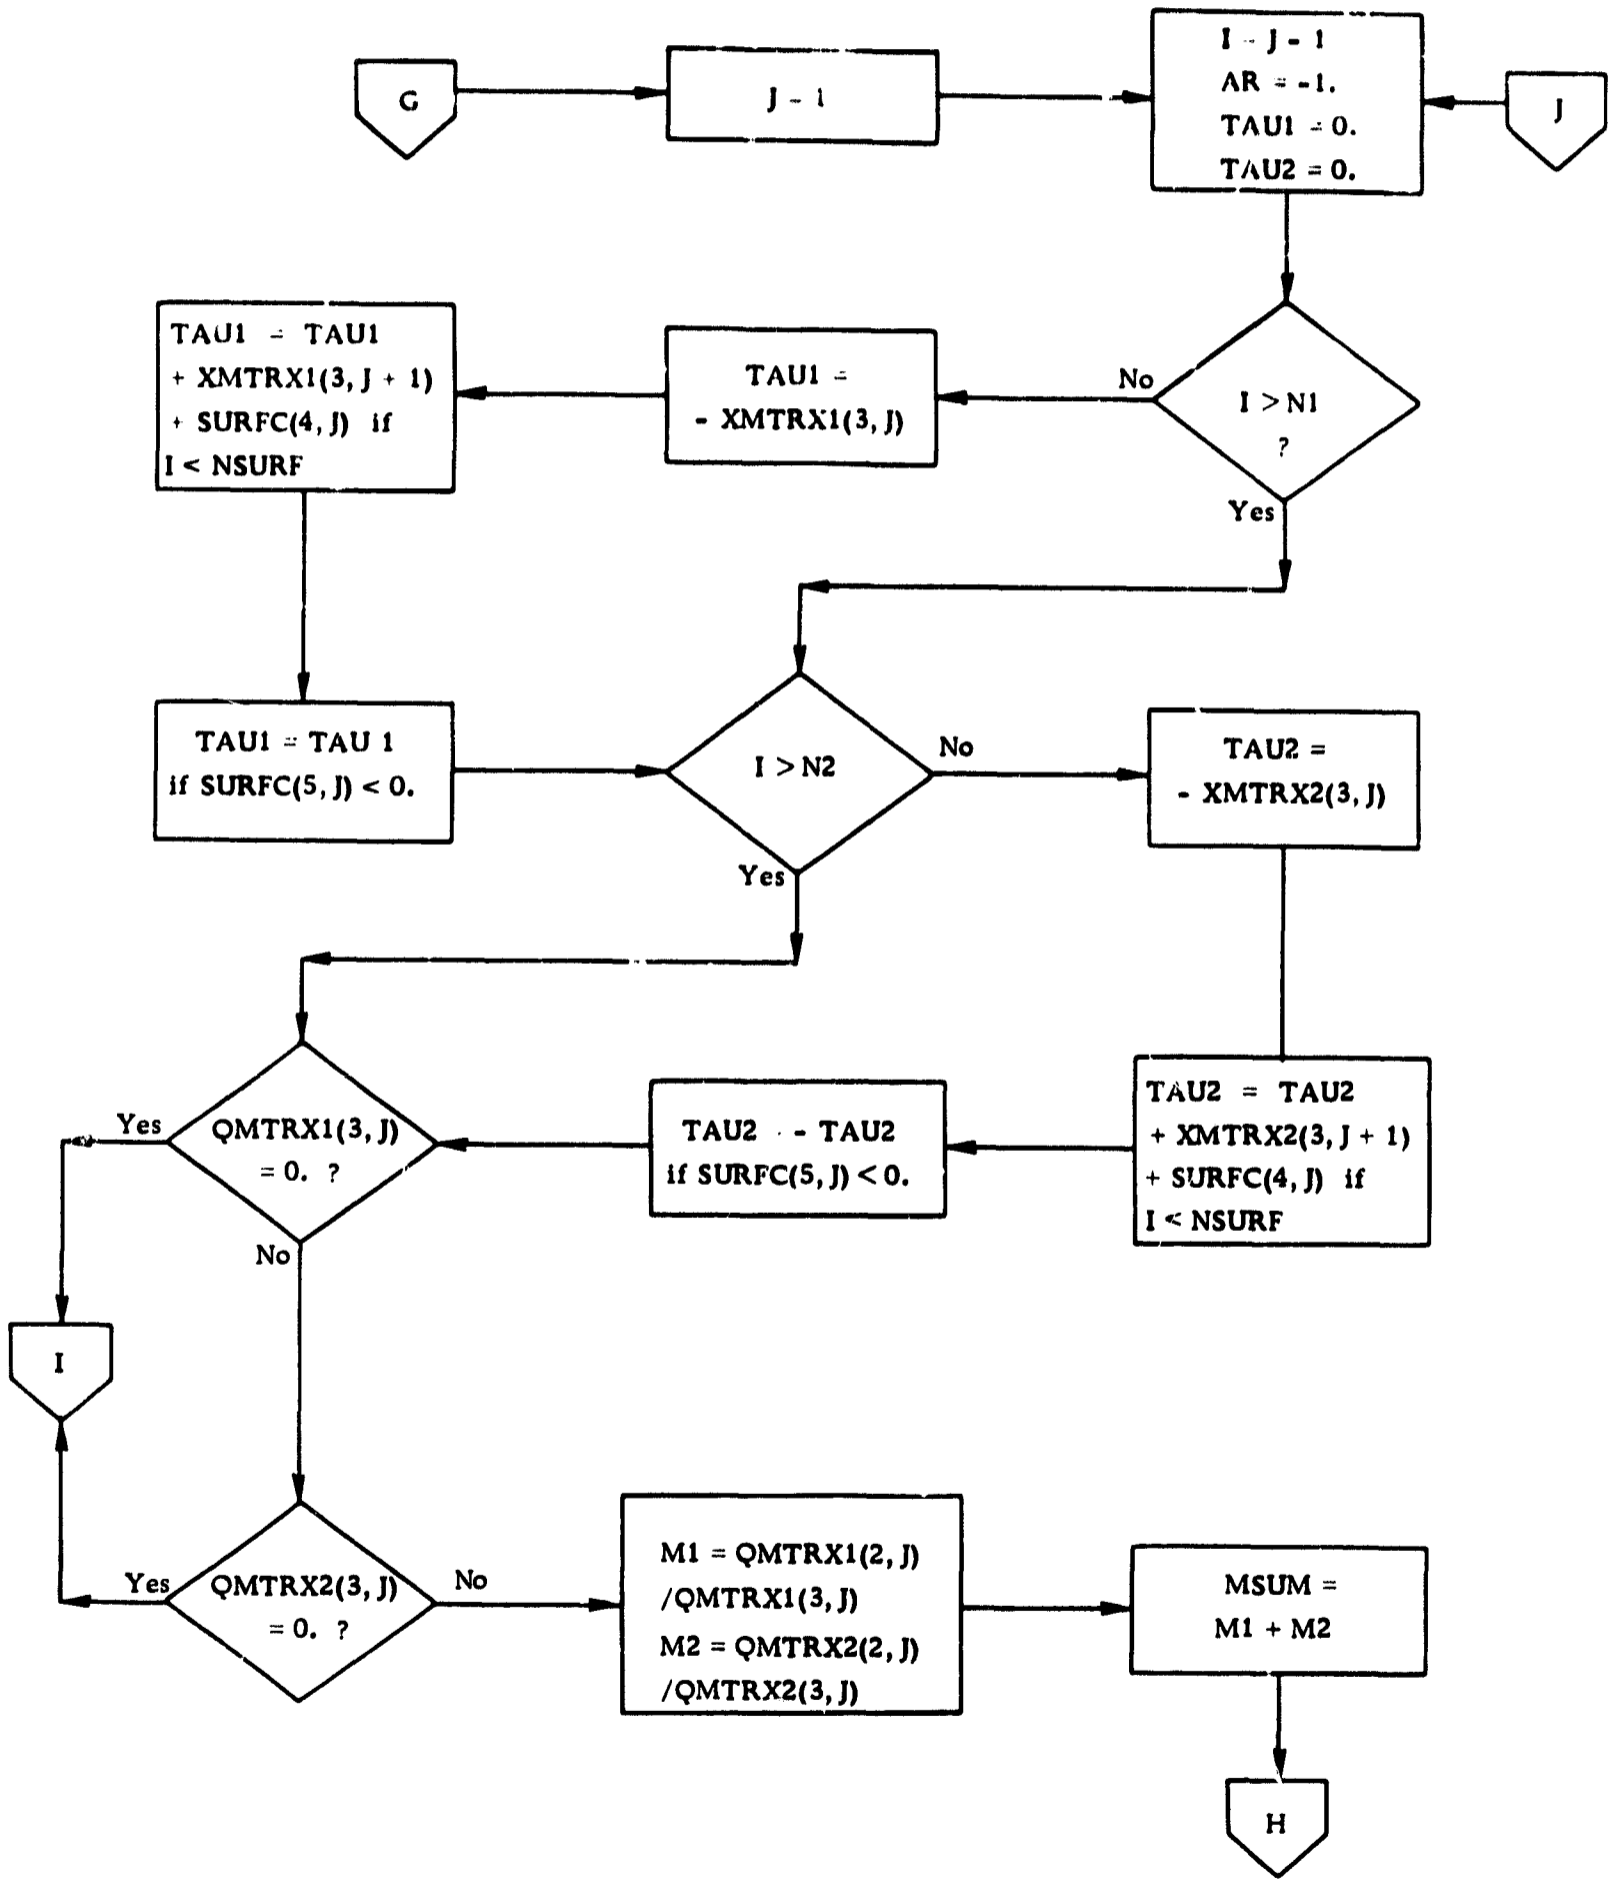 G
J - 1
I - J - 1
AR = -1.
TAU1 = 0.
TAU2 = 0.
J
TAU1 = TAU1
+ XMTRX1(3, J + 1)
+ SURFC(4, J) if
I < NSURF
TAU1 =
- XMTRX1(3, J)
No
I > N1
?
Yes
TAU1 = TAU 1
if SURFC(5, J) < 0.
I > N2
No
Yes
TAU2 =
- XMTRX2(3, J)
Yes
QMTRX1(3, J)
= 0. ?
No
TAU2 - - TAU2
if SURFC(5, J) < 0.
TAU2 = TAU2
+ XMTRX2(3, J + 1)
+ SURFC(4, J) if
I < NSURF
I
Yes
QMTRX2(3, J)
= 0. ?
No
M1 = QMTRX1(2, J)
/QMTRX1(3, J)
M2 = QMTRX2(2, J)
/QMTRX2(3, J)
MSUM =
M1 + M2
H